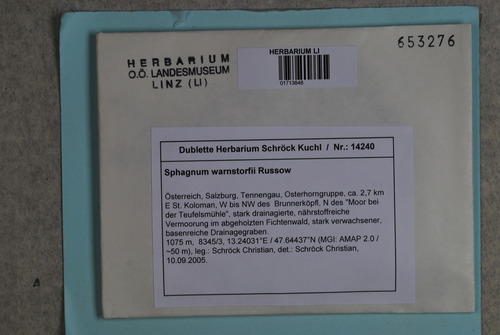 HERBARIUM
O.Ö. LANDESMUSEUM
LINZ (LI)
HERBARIUM LI
01713846
653276
Dublette Herbarium Schröck Kuchl / Nr.: 14240
Sphagnum warnstorfii Russow
Österreich, Salzburg, Tennengau, Osterhorngruppe, ca. 2,7 km
E St. Koloman, W bis NW des Brunnerköpfl, N des "Moor bei
der Teufelsmühle", stark drainagierte, nährstoffreiche
Vermoorung im abgeholzten Fichtenwald, stark verwachsener,
basenreiche Drainagegraben.
1075 m, 8345/3, 13.24031°E / 47.64437°N (MGI: AMAP 2.0 /
~50 m), leg.: Schröck Christian, det.: Schröck Christian,
10.09.2005.